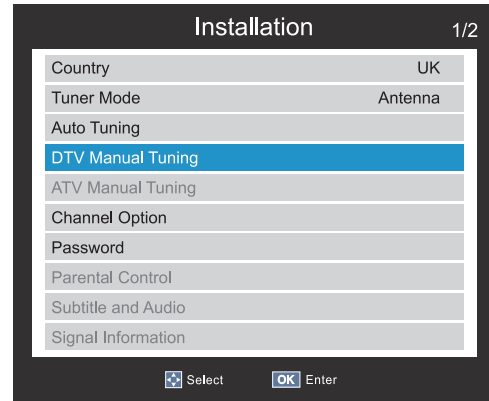 Installation 1/2
Country UK
Tuner Mode Antenna
Auto Tuning
DTV Manual Tuning
ATV Manual Tuning
Channel Option
Password
Parental Control
Subtitle and Audio
Signal Information
Select OK Enter